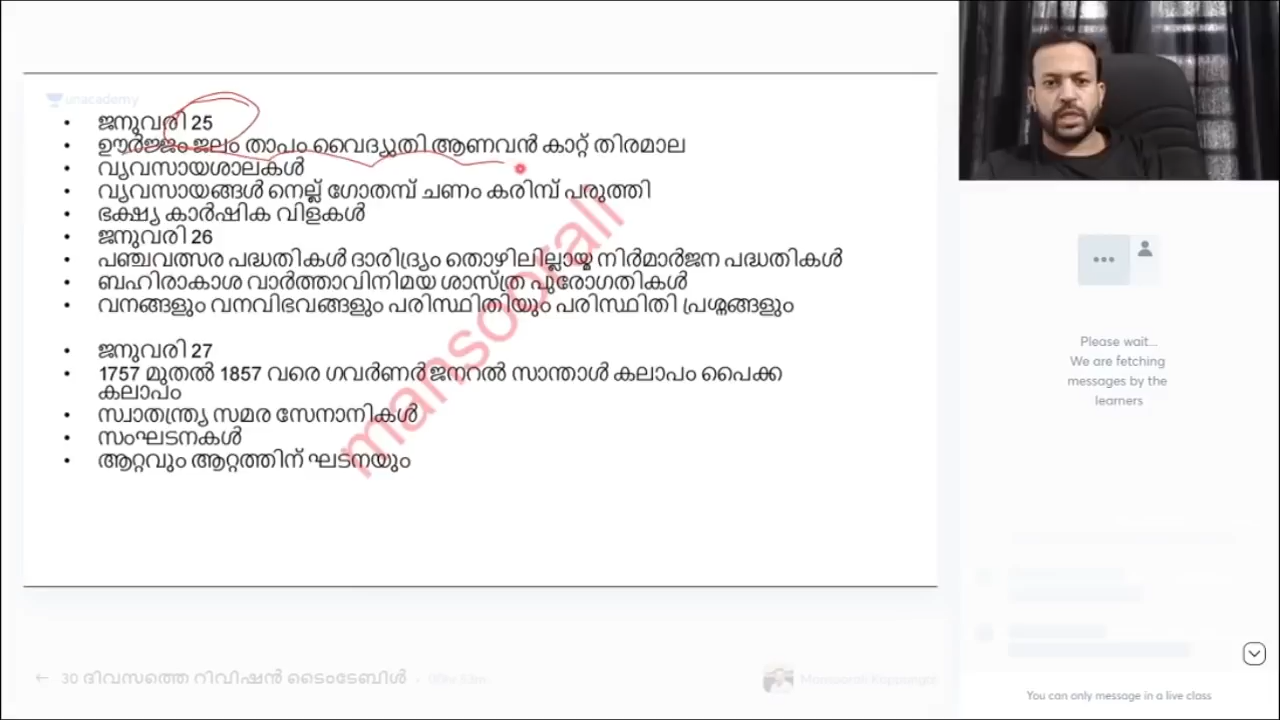 unacademy
ജനുവരി 25
ഊർജ്ജം ജലം താപം വൈദ്യുതി ആണവൻ കാറ്റ് തിരമാല
വ്യവസായശാലകൾ
വ്യവസായങ്ങൾ നെല്ല് ഗോതമ്പ് ചണം കരിമ്പ് പരുത്തി
ഭക്ഷ്യ കാർഷിക വിളകൾ
ജനുവരി 26
പഞ്ചവത്സര പദ്ധതികൾ ദാരിദ്ര്യം തൊഴിലില്ലായ്മ നിർമാർജന പദ്ധതികൾ
ബഹിരാകാശ വാർത്താവിനിമയ ശാസ്ത്ര പുരോഗതികൾ
വനങ്ങളും വനവിഭവങ്ങളും പരിസ്ഥിതിയും പരിസ്ഥിതി പ്രശ്നങ്ങളും
ജനുവരി 27
1757 മുതൽ 1857 വരെ ഗവർണർ ജനറൽ സാന്താൾ കലാപം പൈക്ക
കലാപം
സ്വാതന്ത്ര്യ സമര സേനാനികൾ
സംഘടനകൾ
ആറ്റവും ആറ്റത്തിന് ഘടനയും
mansoorali
Please wait...
We are fetching
messages by the
learners
30 ദിവസത്തെ റിവിഷൻ ടൈംടേബിൾ
You can only message in a live class